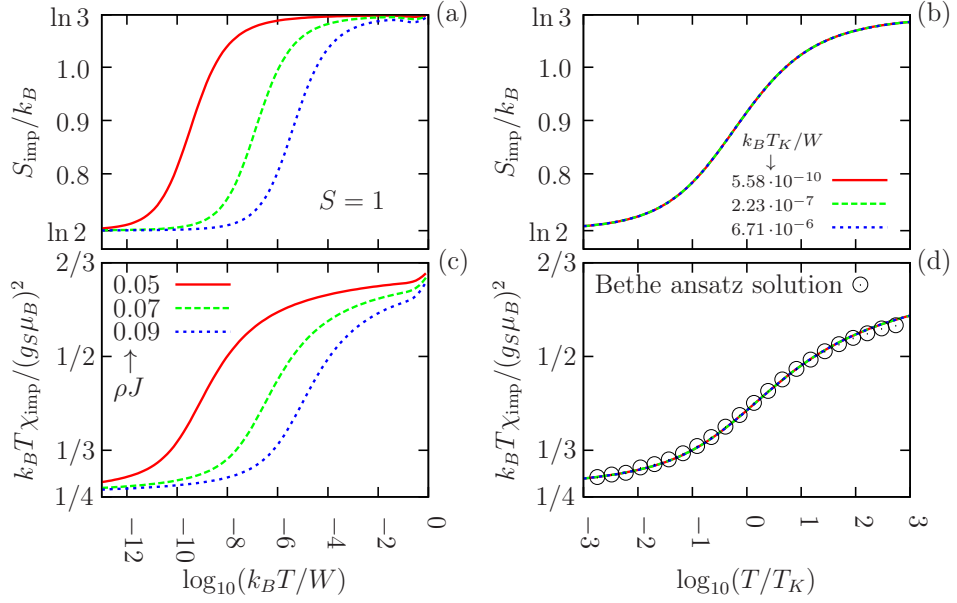 (a)
ln 3
1.0
0.9
0.8
ln 2
S_imp/k_B
S = 1
−12
−10
−8
−6
−4
−2
0
(b)
ln 3
1.0
0.9
0.8
ln 2
S_imp/k_B
k_B T_K/W
↓
5.58·10^−10
2.23·10^−7
6.71·10^−6
(c)
2/3
1/2
1/3
1/4
k_B T χ_imp/(g_S μ_B)^2
0.05
0.07
0.09
↑
ρJ
log_10(k_B T/W)
(d)
2/3
1/2
1/3
1/4
k_B T χ_imp/(g_S μ_B)^2
Bethe ansatz solution
−3
−2
−1
0
1
2
3
log_10(T/T_K)